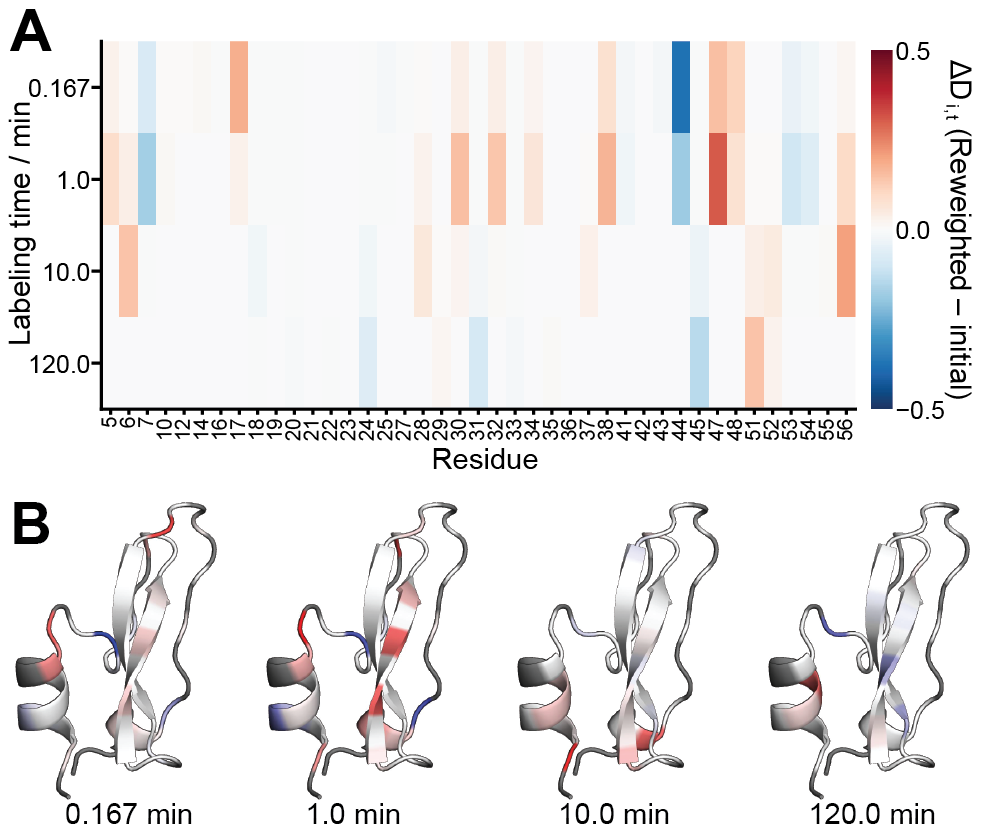 A
Labeling time / min
0.167
1.0
10.0
120.0
5 6 7 10 12 14 16 17 18 19 20 21 22 23 24 25 27 28 29 30 31 32 33 34 35 36 37 38 41 42 43 44 45 47 48 51 52 53 54 55 56
Residue
0.5
0.0
−0.5
ΔD i,t (Reweighted – initial)
B
0.167 min
1.0 min
10.0 min
120.0 min